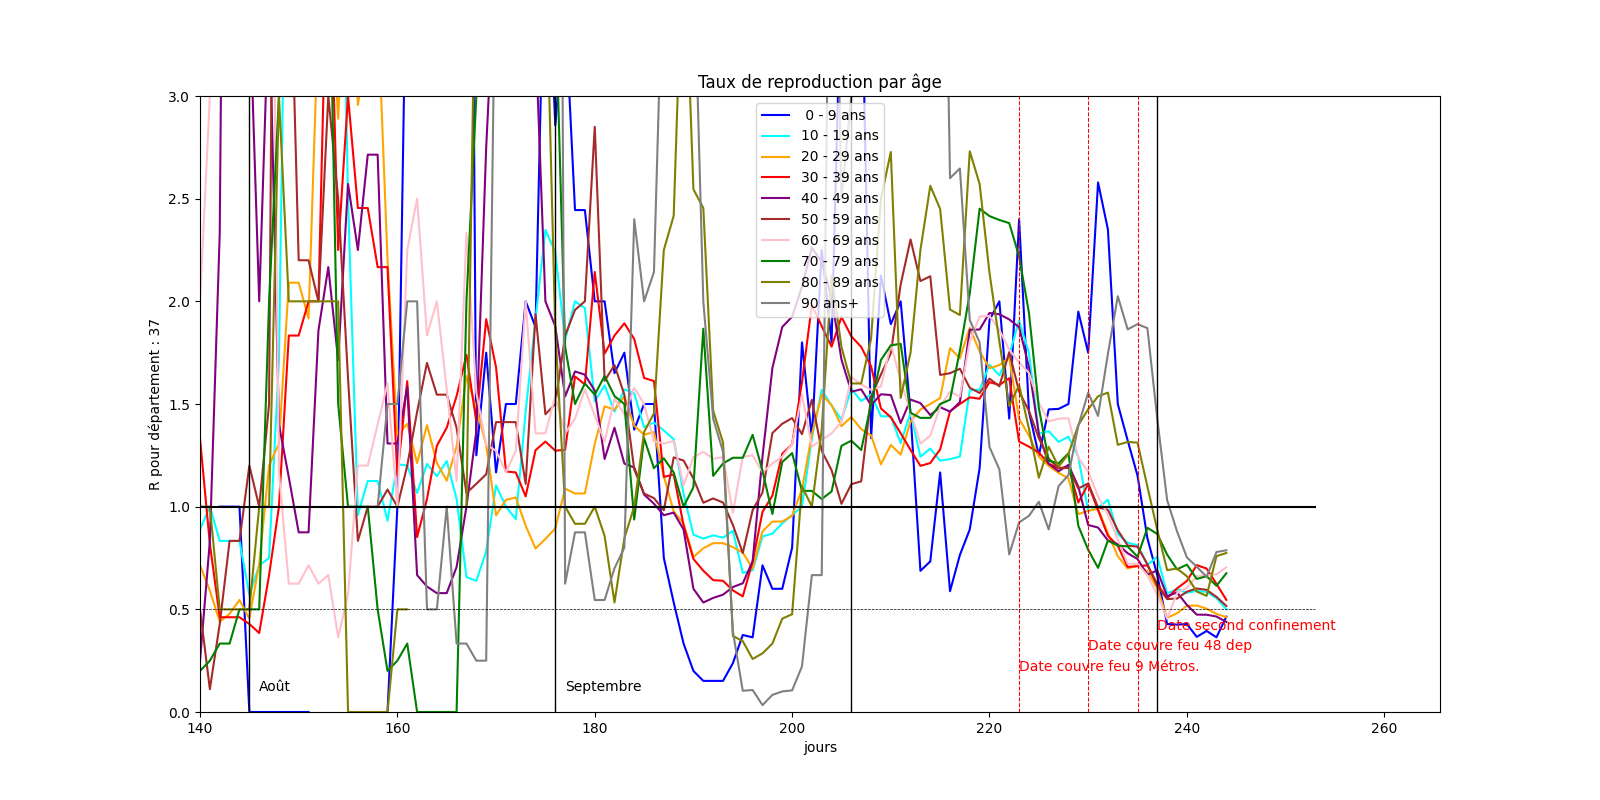 Taux de reproduction par âge
R pour département : 37
3.0
2.5
2.0
1.5
1.0
0.5
0.0
0 - 9 ans
10 - 19 ans
20 - 29 ans
30 - 39 ans
40 - 49 ans
50 - 59 ans
60 - 69 ans
70 - 79 ans
80 - 89 ans
90 ans+
Date second confinement
Date couvre feu 48 dep
Date couvre feu 9 Métros.
Août
Septembre
140
160
180
200
220
240
260
jours